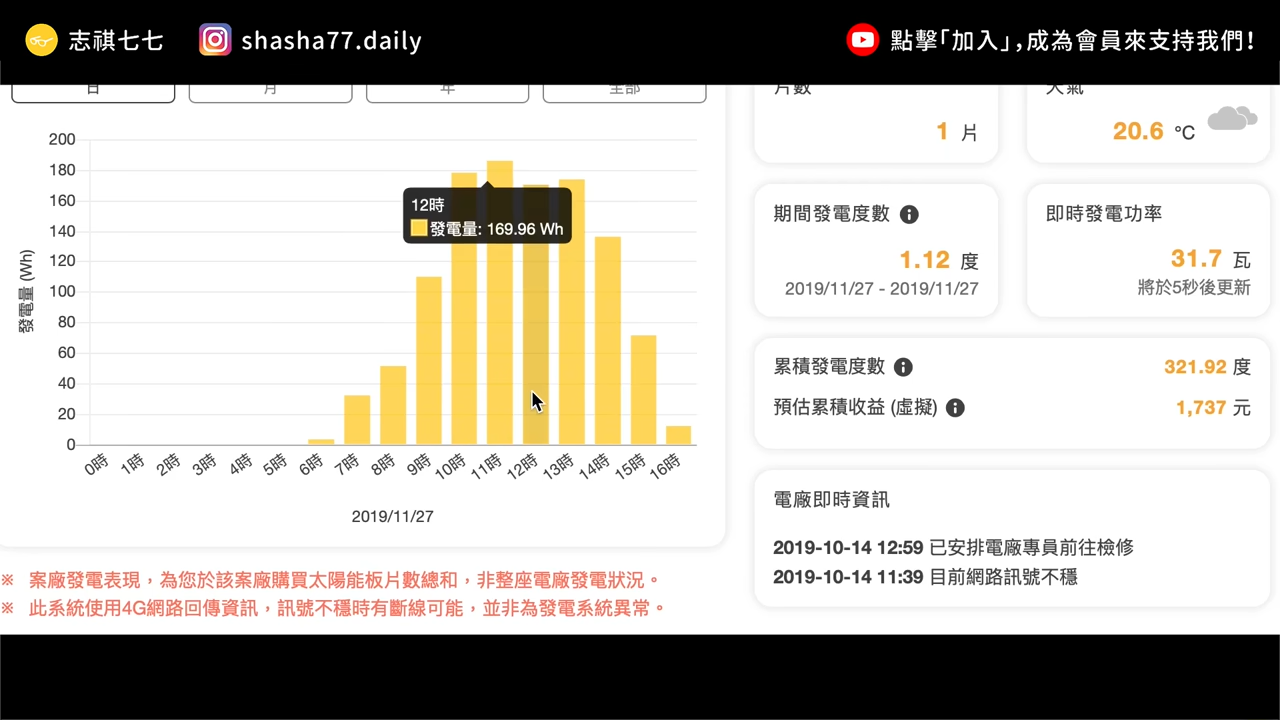 志祺七七
shasha77.daily
點擊「加入」,成為會員來支持我們!
日
月
年
全部
片數
1 片
天氣
20.6 °C
200
180
160
140
120
100
80
60
40
20
0
發電量 (Wh)
12時
發電量: 169.96 Wh
0時
1時
2時
3時
4時
5時
6時
7時
8時
9時
10時
11時
12時
13時
14時
15時
16時
2019/11/27
期間發電度數
1.12 度
2019/11/27 - 2019/11/27
即時發電功率
31.7 瓦
將於5秒後更新
累積發電度數
321.92 度
預估累積收益 (虛擬)
1,737 元
電廠即時資訊
2019-10-14 12:59 已安排電廠專員前往檢修
2019-10-14 11:39 目前網路訊號不穩
※ 案廠發電表現，為您於該案廠購買太陽能板片數總和，非整座電廠發電狀況。
※ 此系統使用4G網路回傳資訊，訊號不穩時有斷線可能，並非為發電系統異常。